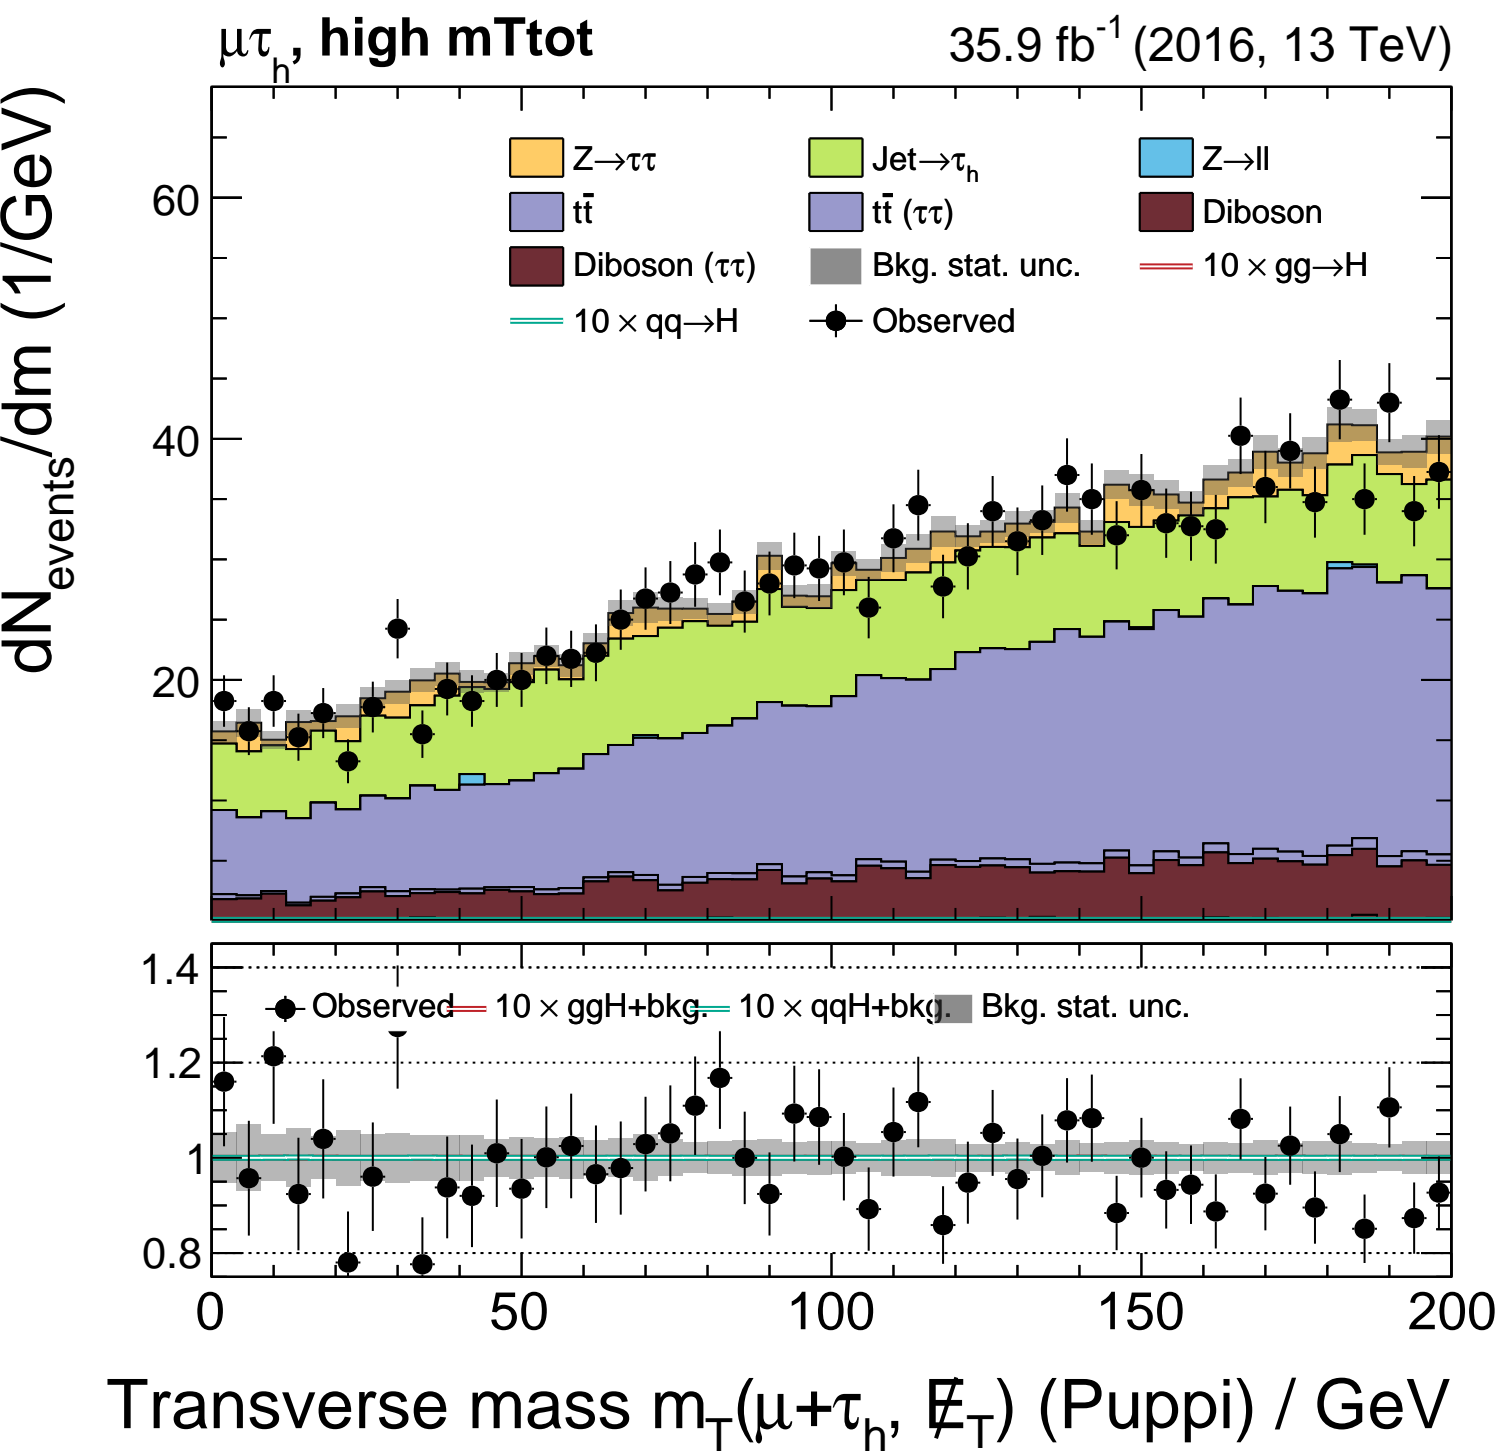 μτh, high mTtot 35.9 fb-1 (2016, 13 TeV)
dNevents/dm (1/GeV)
Z→ττ Jet→τh Z→ll
tt̄ tt̄ (ττ) Diboson
Diboson (ττ) Bkg. stat. unc. 10 × gg→H
10 × qq→H Observed
60
40
20
1.4
Observed 10 × ggH+bkg. 10 × qqH+bkg. Bkg. stat. unc.
1.2
1
0.8
0 50 100 150 200
Transverse mass mT(μ+τh, E̸T) (Puppi) / GeV